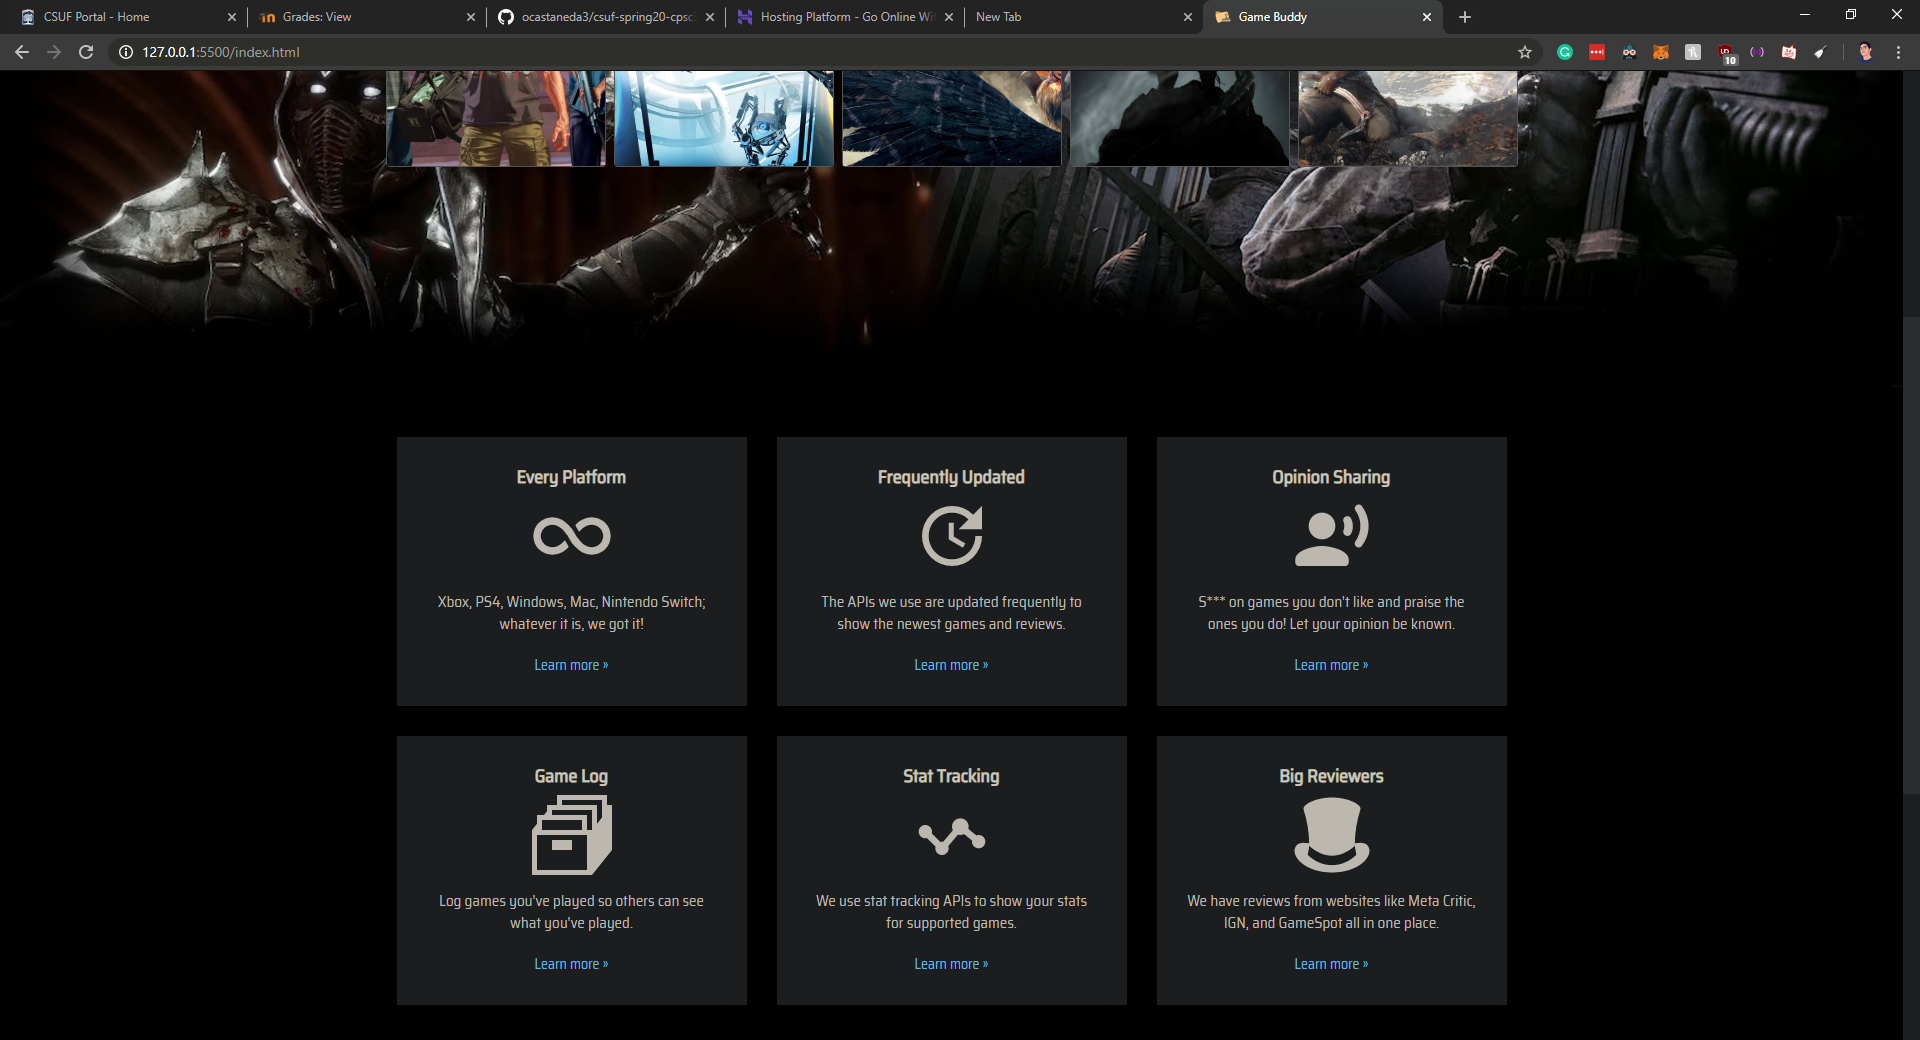 CSUF Portal - Home
Grades: View
ocastaneda3/csuf-spring20-cpsc
Hosting Platform - Go Online Wi
New Tab
Game Buddy
127.0.0.1:5500/index.html
10
Every Platform
Frequently Updated
Opinion Sharing
Xbox, PS4, Windows, Mac, Nintendo Switch;
whatever it is, we got it!
The APIs we use are updated frequently to
show the newest games and reviews.
S*** on games you don't like and praise the
ones you do! Let your opinion be known.
Learn more »
Learn more »
Learn more »
Game Log
Stat Tracking
Big Reviewers
Log games you've played so others can see
what you've played.
We use stat tracking APIs to show your stats
for supported games.
We have reviews from websites like Meta Critic,
IGN, and GameSpot all in one place.
Learn more »
Learn more »
Learn more »